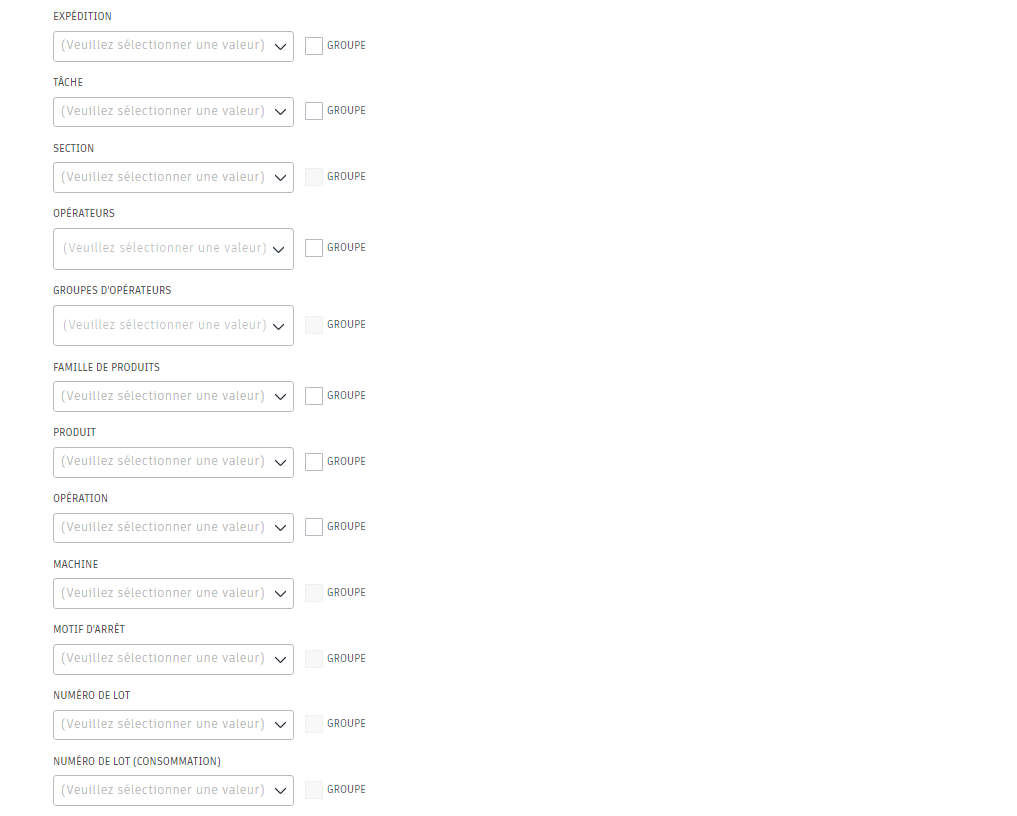 EXPÉDITION
(Veuillez sélectionner une valeur) GROUPE
TÂCHE
(Veuillez sélectionner une valeur) GROUPE
SECTION
(Veuillez sélectionner une valeur) GROUPE
OPÉRATEURS
(Veuillez sélectionner une valeur) GROUPE
GROUPES D'OPÉRATEURS
(Veuillez sélectionner une valeur) GROUPE
FAMILLE DE PRODUITS
(Veuillez sélectionner une valeur) GROUPE
PRODUIT
(Veuillez sélectionner une valeur) GROUPE
OPÉRATION
(Veuillez sélectionner une valeur) GROUPE
MACHINE
(Veuillez sélectionner une valeur) GROUPE
MOTIF D'ARRÊT
(Veuillez sélectionner une valeur) GROUPE
NUMÉRO DE LOT
(Veuillez sélectionner une valeur) GROUPE
NUMÉRO DE LOT (CONSOMMATION)
(Veuillez sélectionner une valeur) GROUPE